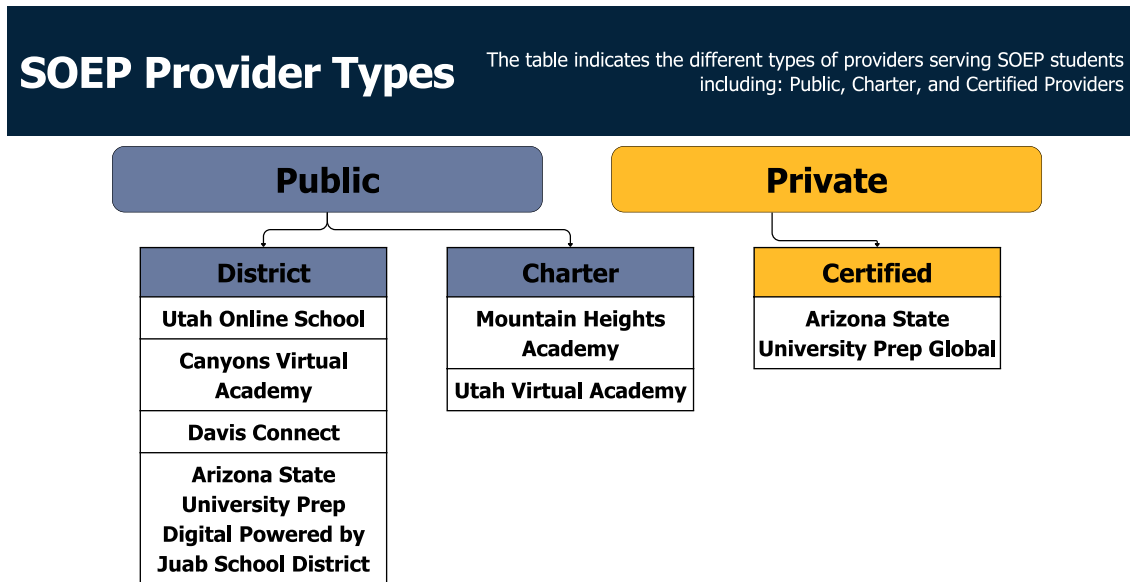 SOEP Provider Types
The table indicates the different types of providers serving SOEP students
including: Public, Charter, and Certified Providers
Public
Private
District
Utah Online School
Canyons Virtual
Academy
Davis Connect
Arizona State
University Prep
Digital Powered by
Juab School District
Charter
Mountain Heights
Academy
Utah Virtual Academy
Certified
Arizona State
University Prep Global